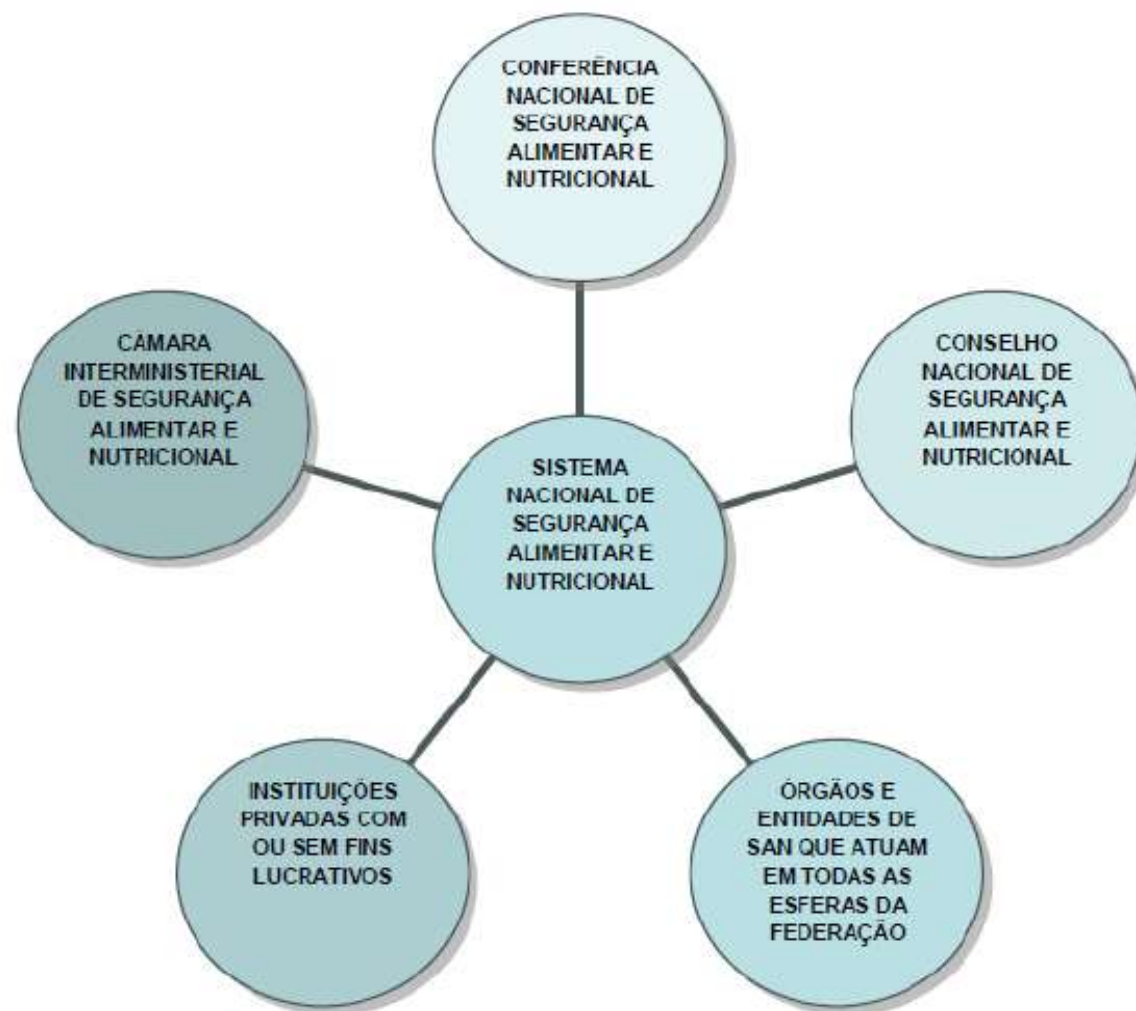 CONFERÊNCIA
NACIONAL DE
SEGURANÇA
ALIMENTAR E
NUTRICIONAL
CÂMARA
INTERMINISTERIAL
DE SEGURANÇA
ALIMENTAR E
NUTRICIONAL
CONSELHO
NACIONAL DE
SEGURANÇA
ALIMENTAR E
NUTRICIONAL
SISTEMA
NACIONAL DE
SEGURANÇA
ALIMENTAR E
NUTRICIONAL
INSTITUIÇÕES
PRIVADAS COM
OU SEM FINS
LUCRATIVOS
ÓRGÃOS E
ENTIDADES DE
SAN QUE ATUAM
EM TODAS AS
ESFERAS DA
FEDERAÇÃO